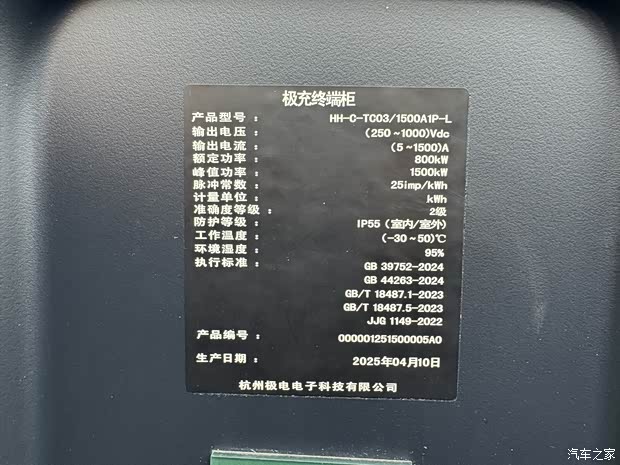 极充终端柜
产品型号： HH-C-TC03/1500A1P-L
输出电压： (250~1000)Vdc
输出电流： (5~1500)A
额定功率： 800kW
峰值功率： 1500kW
脉冲常数： 25imp/kWh
计量单位： kWh
准确度等级： 2级
防护等级： IP55（室内/室外）
工作温度： (-30~50)℃
环境湿度： 95%
执行标准： GB 39752-2024
GB 44263-2024
GB/T 18487.1-2023
GB/T 18487.5-2023
JJG 1149-2022
产品编号： 000001251500005A0
生产日期： 2025年04月10日
杭州极电电子科技有限公司
汽车之家